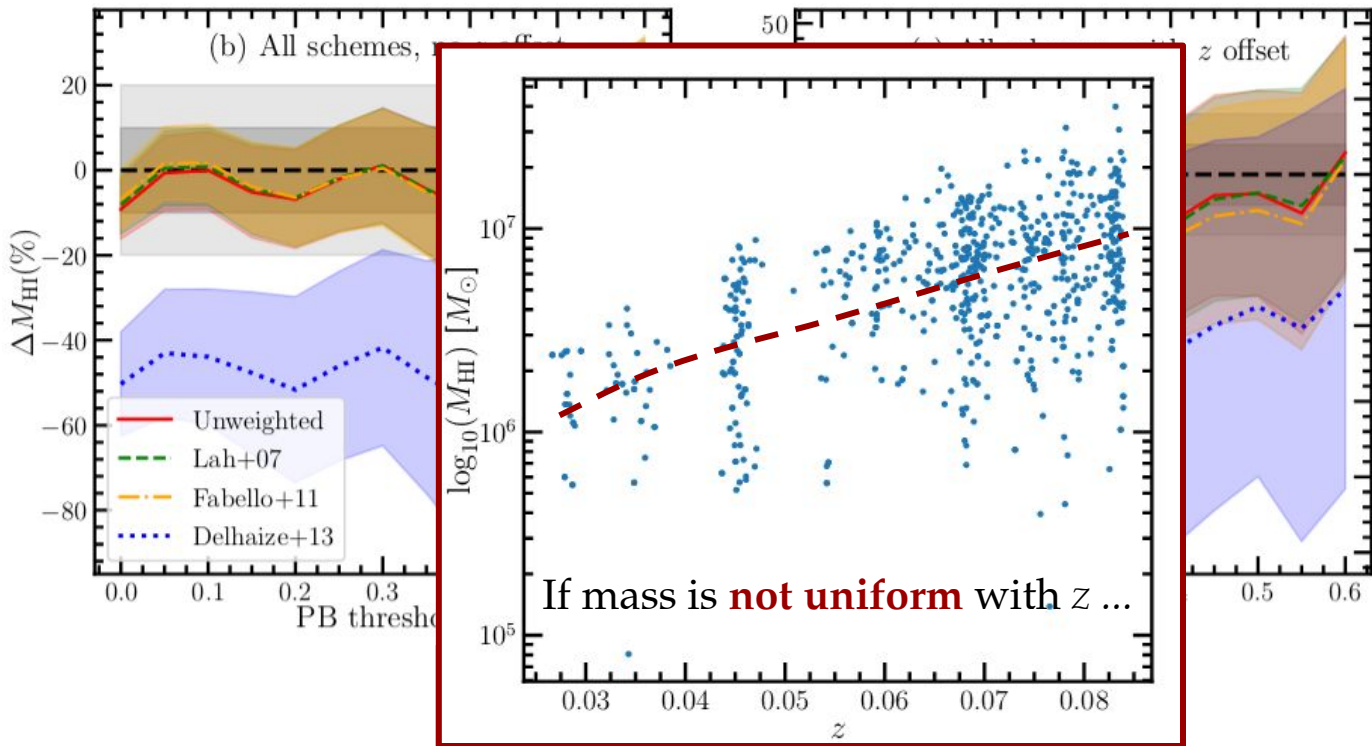 (b) All schemes, no z offset
20
0
−20
−40
−60
−80
ΔM_HI(%)
Unweighted
Lah+07
Fabello+11
Delhaize+13
0.0 0.1 0.2 0.3
PB thresho
50
z offset
0.5 0.6
log₁₀(M_HI) [M_⊙]
10⁷
10⁶
10⁵
If mass is not uniform with z ...
0.03 0.04 0.05 0.06 0.07 0.08
z